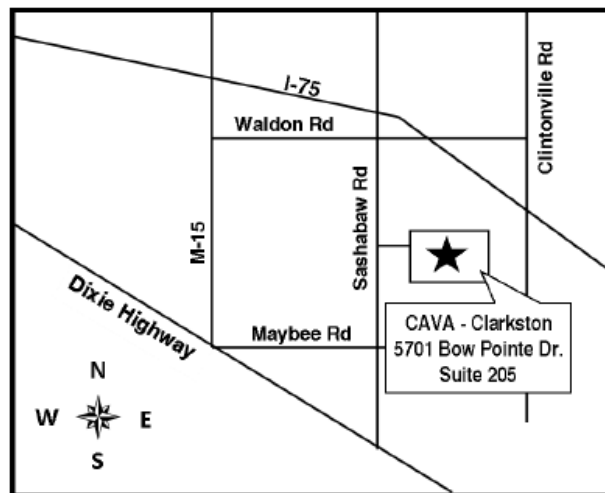 I-75
Waldon Rd
Clintonville Rd
Sashabaw Rd
M-15
Dixie Highway
Maybee Rd
CAVA - Clarkston
5701 Bow Pointe Dr.
Suite 205
N
W E
S